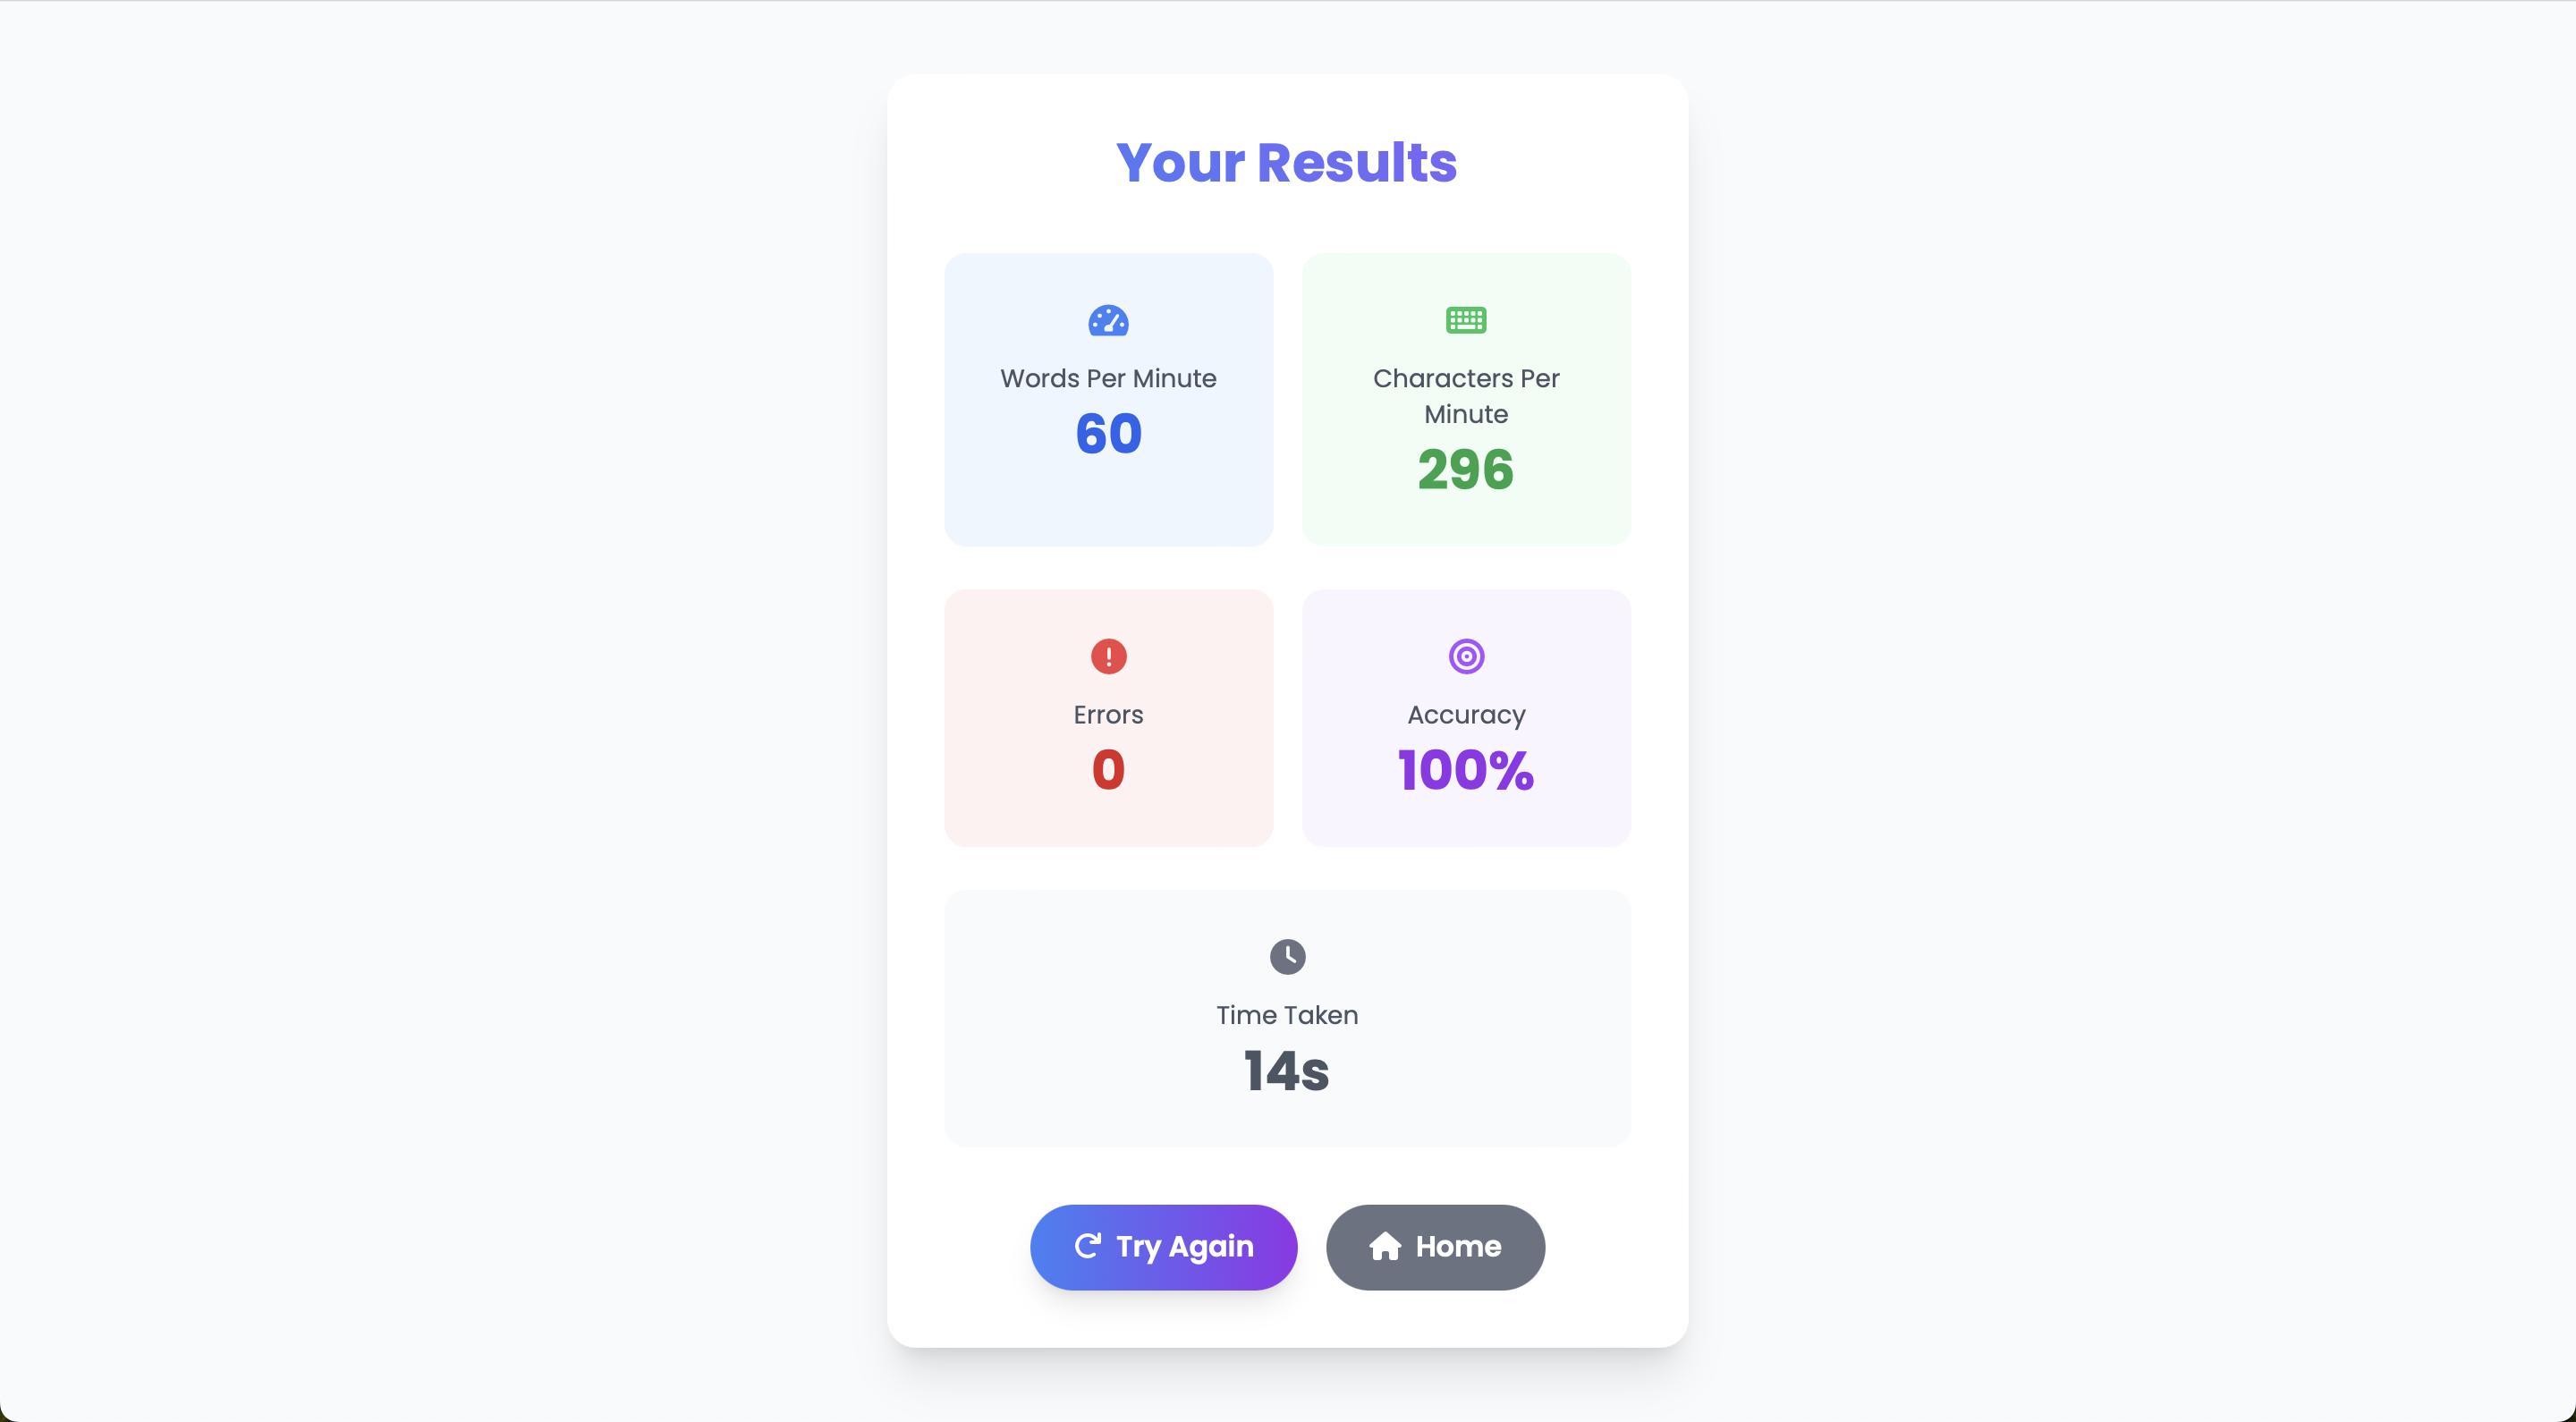 Your Results
Words Per Minute
60
Characters Per
Minute
296
Errors
0
Accuracy
100%
Time Taken
14s
Try Again
Home